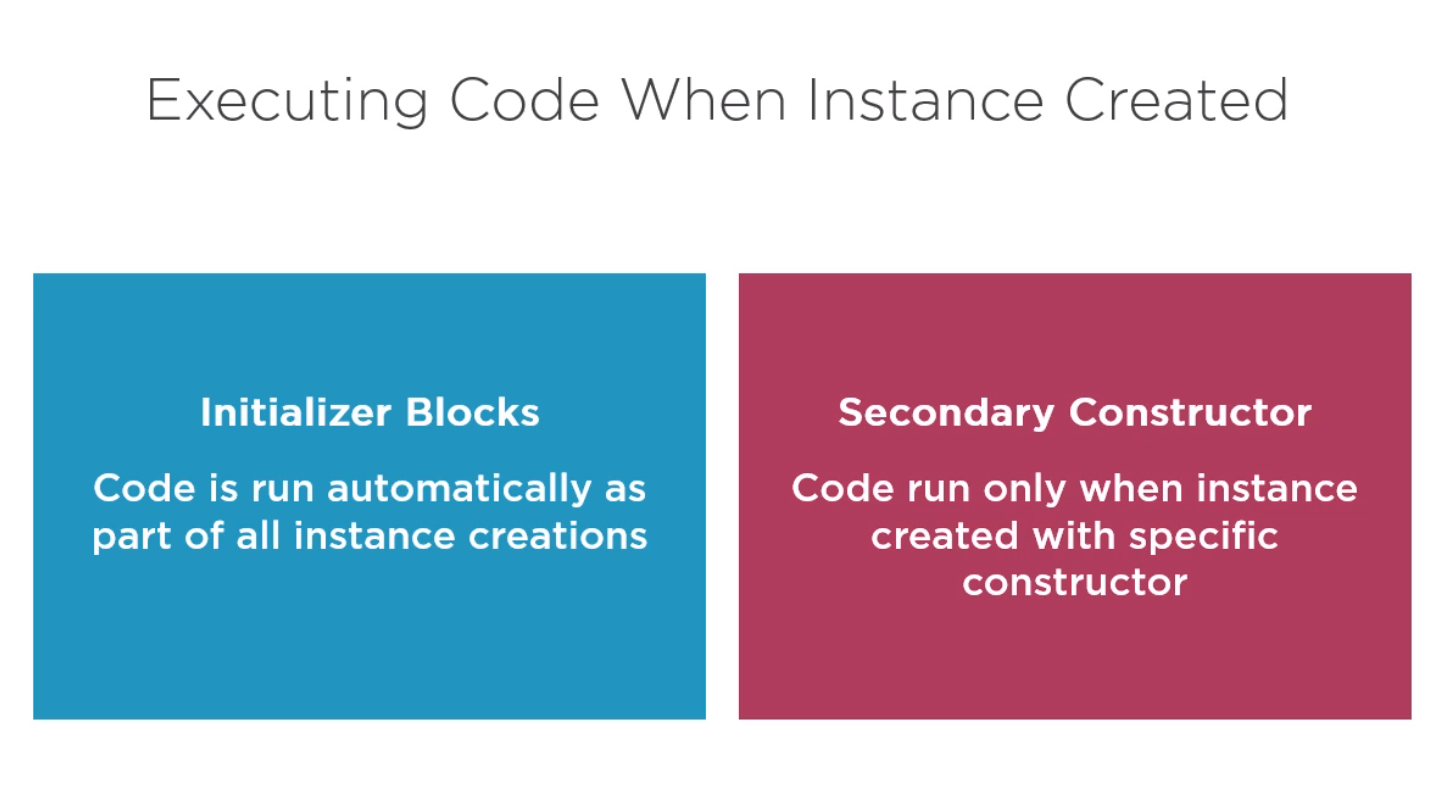 Executing Code When Instance Created
Initializer Blocks
Code is run automatically as
part of all instance creations
Secondary Constructor
Code run only when instance
created with specific
constructor